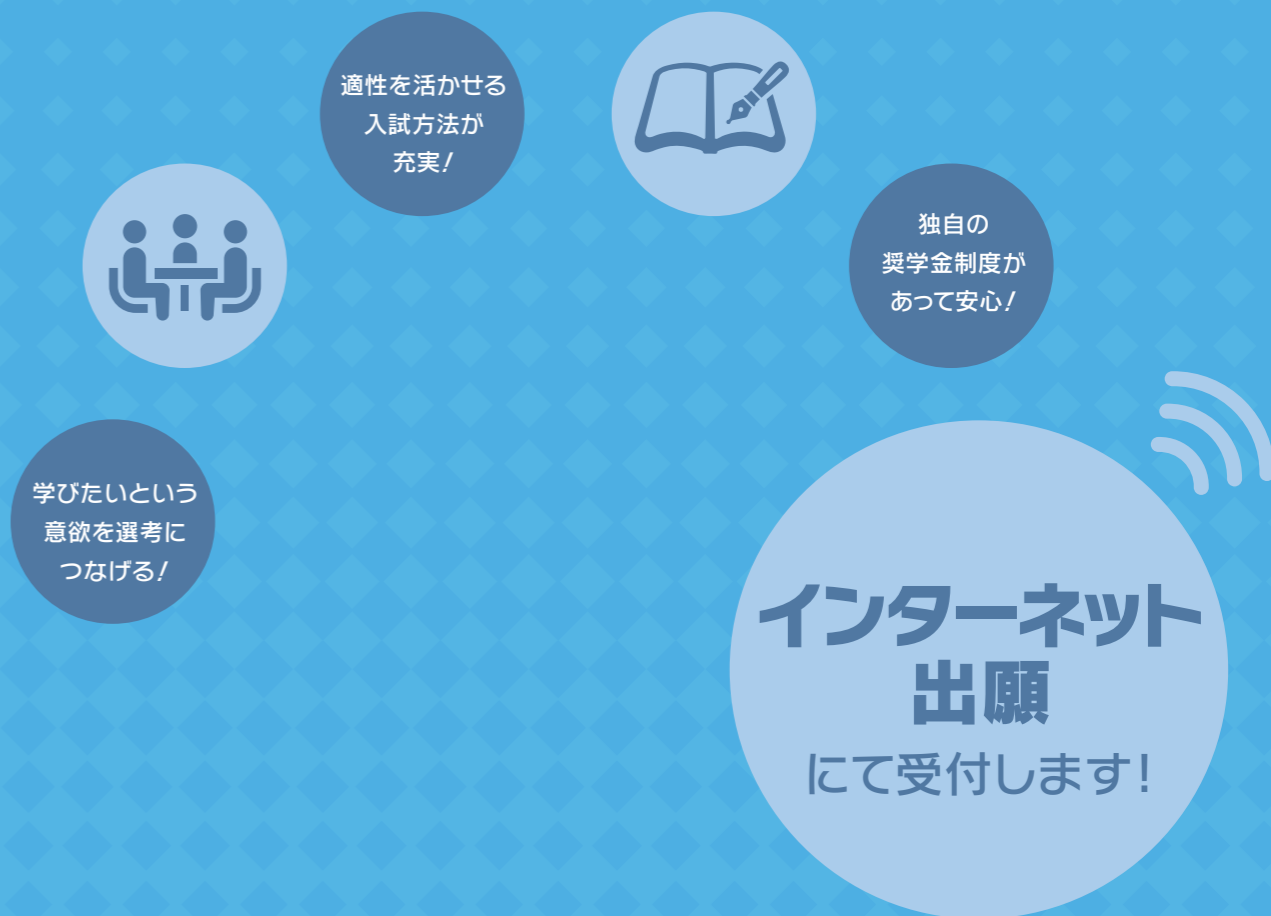 適性を活かせる
入試方法が
充実!
独自の
奨学金制度が
あって安心!
学びたいという
意欲を選考に
つなげる!
インターネット
出願
にて受付します!